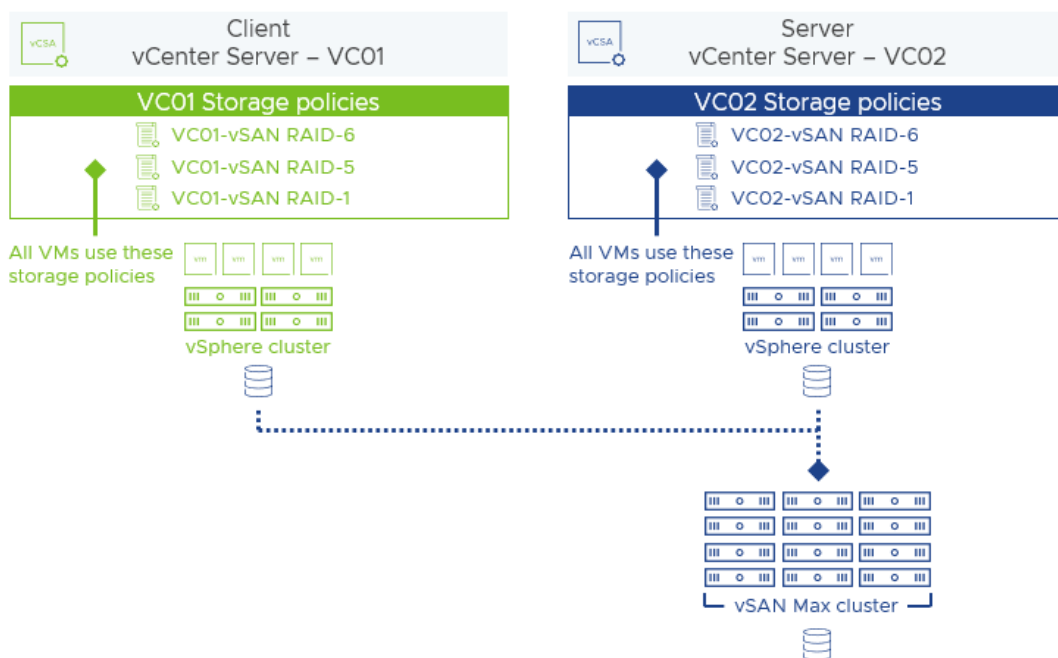 vCSA
Client
vCenter Server – VC01
VC01 Storage policies
VC01-vSAN RAID-6
VC01-vSAN RAID-5
VC01-vSAN RAID-1
All VMs use these
storage policies
vm vm vm vm
vSphere cluster
vCSA
Server
vCenter Server – VC02
VC02 Storage policies
VC02-vSAN RAID-6
VC02-vSAN RAID-5
VC02-vSAN RAID-1
All VMs use these
storage policies
vm vm vm vm
vSphere cluster
vSAN Max cluster